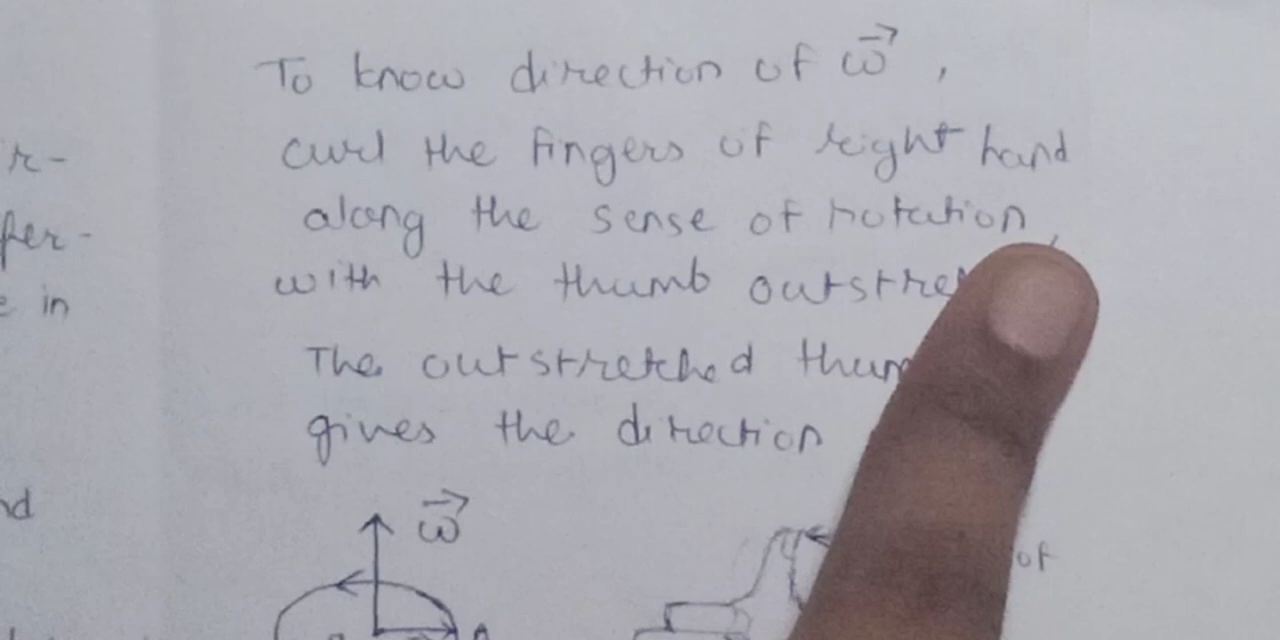 r-
To know direction of ω⃗ ,
curl the fingers of right hand
fer-
along the sense of rotation,
e in
with the thumb outstre
The outstretched thum
gives the direction
nd
ω⃗
of